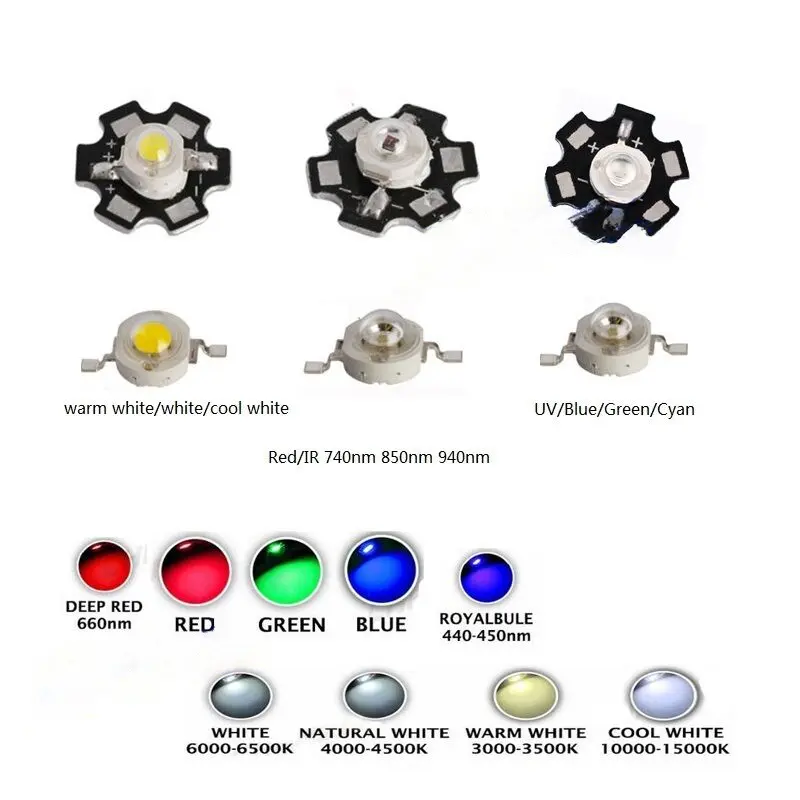 warm white/white/cool white
UV/Blue/Green/Cyan
Red/IR 740nm 850nm 940nm
DEEP RED
660nm
RED
GREEN
BLUE
ROYALBULE
440-450nm
WHITE
6000-6500K
NATURAL WHITE
4000-4500K
WARM WHITE
3000-3500K
COOL WHITE
10000-15000K